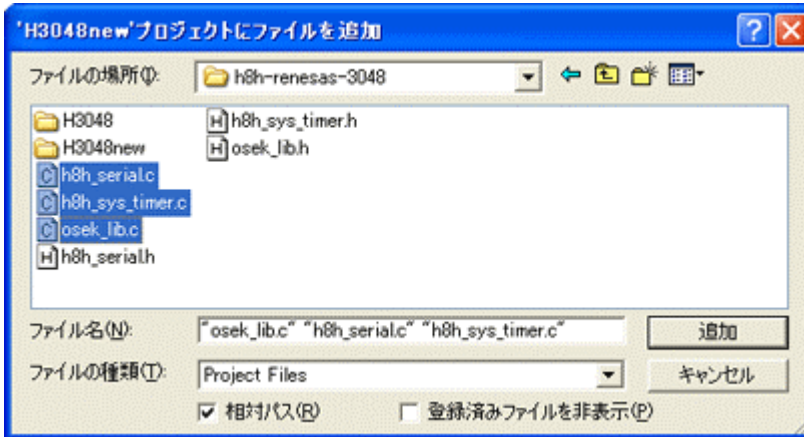 'H3048new'プロジェクトにファイルを追加
ファイルの場所(I):
h8h-renesas-3048
H3048
H3048new
h8h_serial.c
h8h_sys_timer.c
osek_lib.c
h8h_serial.h
h8h_sys_timer.h
osek_lib.h
ファイル名(N):
"osek_lib.c" "h8h_serial.c" "h8h_sys_timer.c"
追加
ファイルの種類(T):
Project Files
キャンセル
相対パス(R)
登録済みファイルを非表示(P)